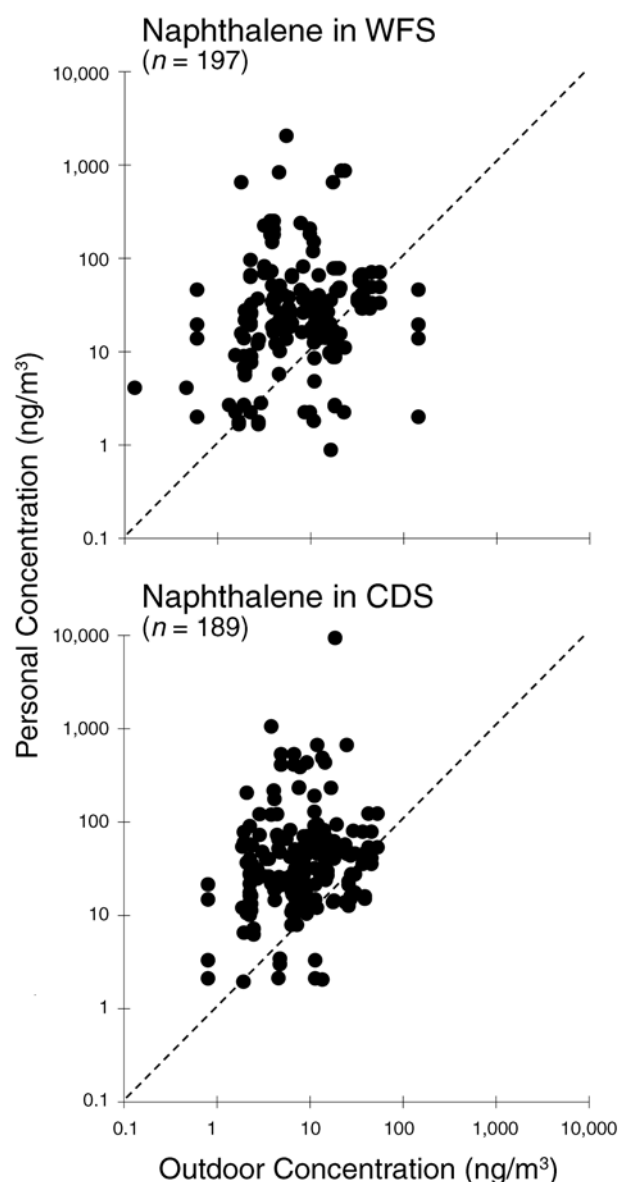 Naphthalene in WFS
(n = 197)
10,000
1,000
100
10
1
0.1
Naphthalene in CDS
(n = 189)
10,000
1,000
100
10
1
0.1
0.1 1 10 100 1,000 10,000
Personal Concentration (ng/m³)
Outdoor Concentration (ng/m³)